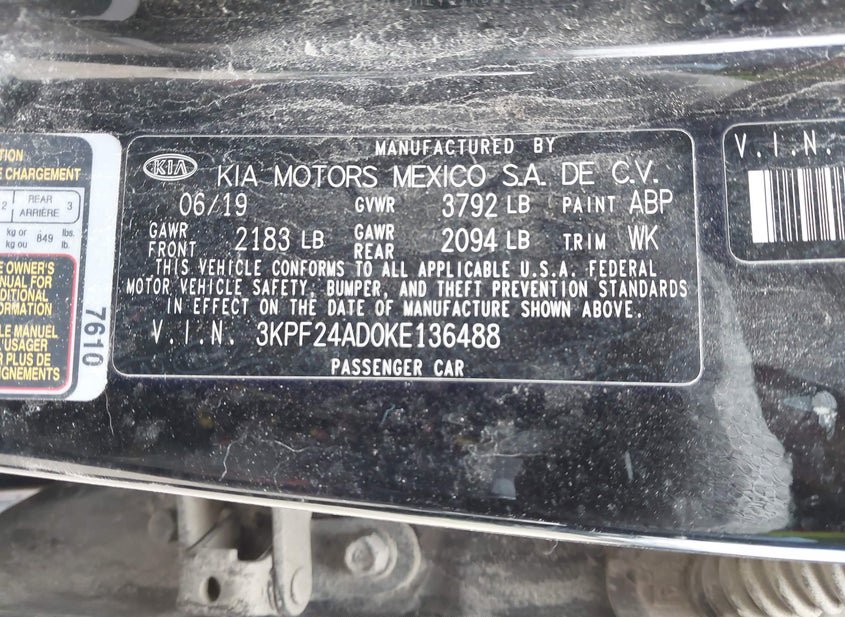 TION
E CHARGEMENT
2 REAR 3
ARRIÈRE
kg or 849 lbs.
kg ou lb.
E OWNER'S
NUAL FOR
DITIONAL
ORMATION
LE MANUEL
L'USAGER
R PLUS DE
IGNEMENTS
7610
MANUFACTURED BY
KIA KIA MOTORS MEXICO S.A. DE C.V.
06/19 GVWR 3792 LB PAINT ABP
GAWR FRONT 2183 LB GAWR REAR 2094 LB TRIM WK
THIS VEHICLE CONFORMS TO ALL APPLICABLE U.S.A. FEDERAL
MOTOR VEHICLE SAFETY, BUMPER, AND THEFT PREVENTION STANDARDS
IN EFFECT ON THE DATE OF MANUFACTURE SHOWN ABOVE.
V.I.N. 3KPF24AD0KE136488
PASSENGER CAR
V.I.N.